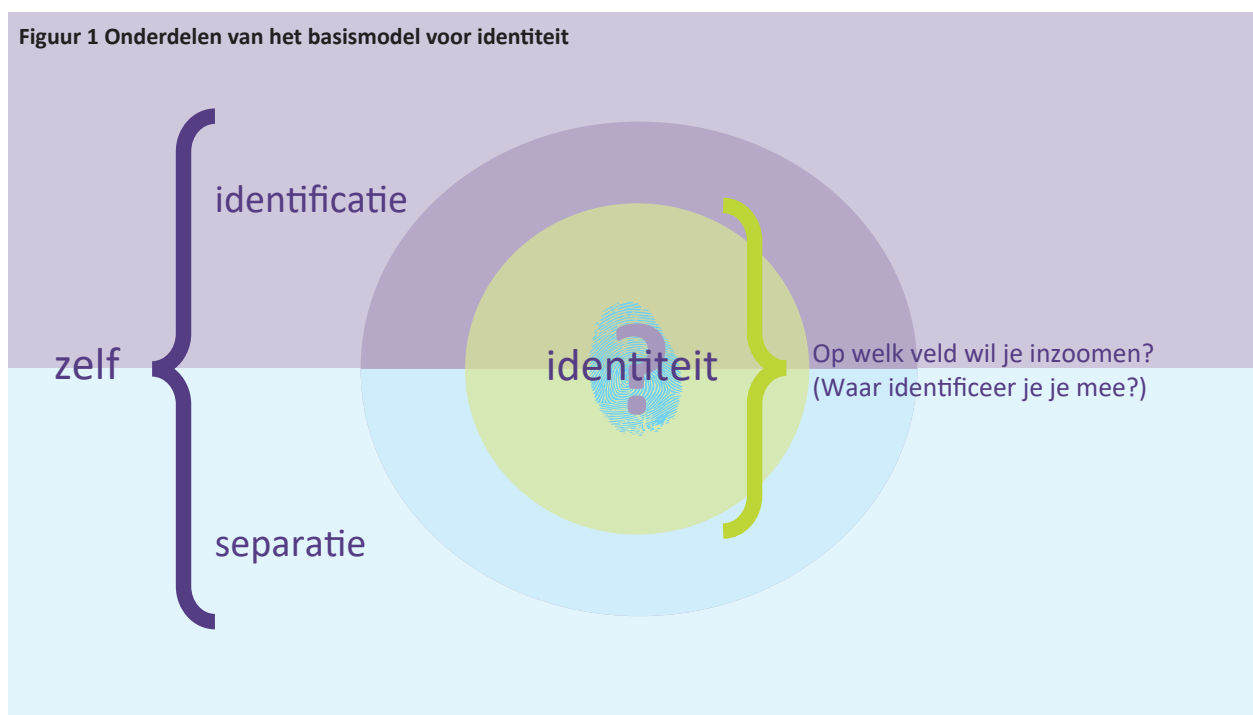 Figuur 1 Onderdelen van het basismodel voor identiteit
identificatie
zelf
identiteit
?
Op welk veld wil je inzoomen?
(Waar identificeer je je mee?)
separatie